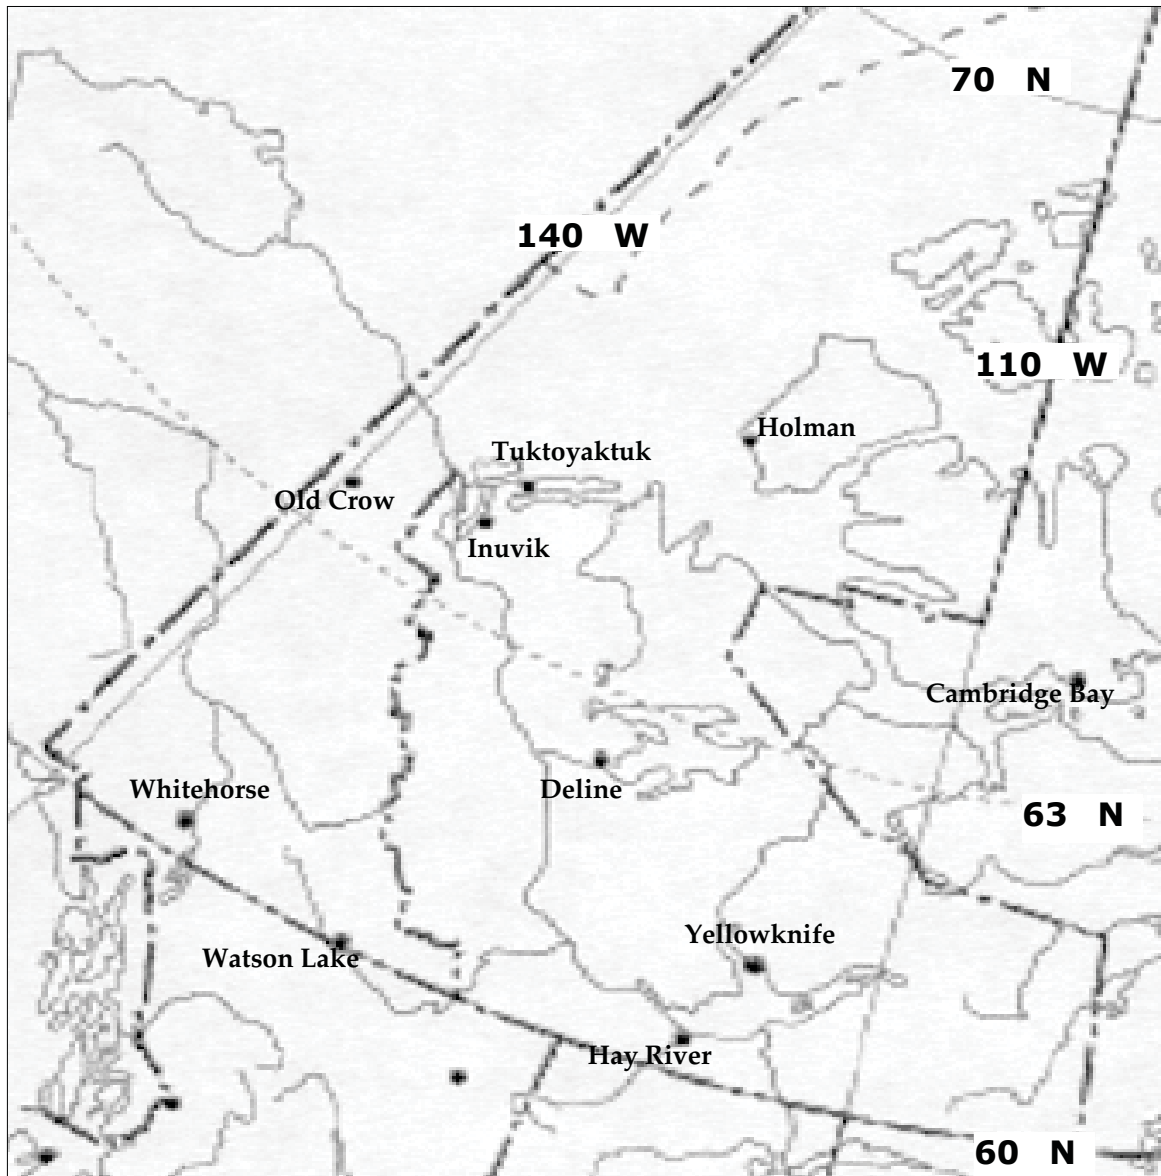 70 N
140 W
110 W
Holman
Tuktoyaktuk
Old Crow
Inuvik
Cambridge Bay
Whitehorse
Deline
63 N
Yellowknife
Watson Lake
Hay River
60 N